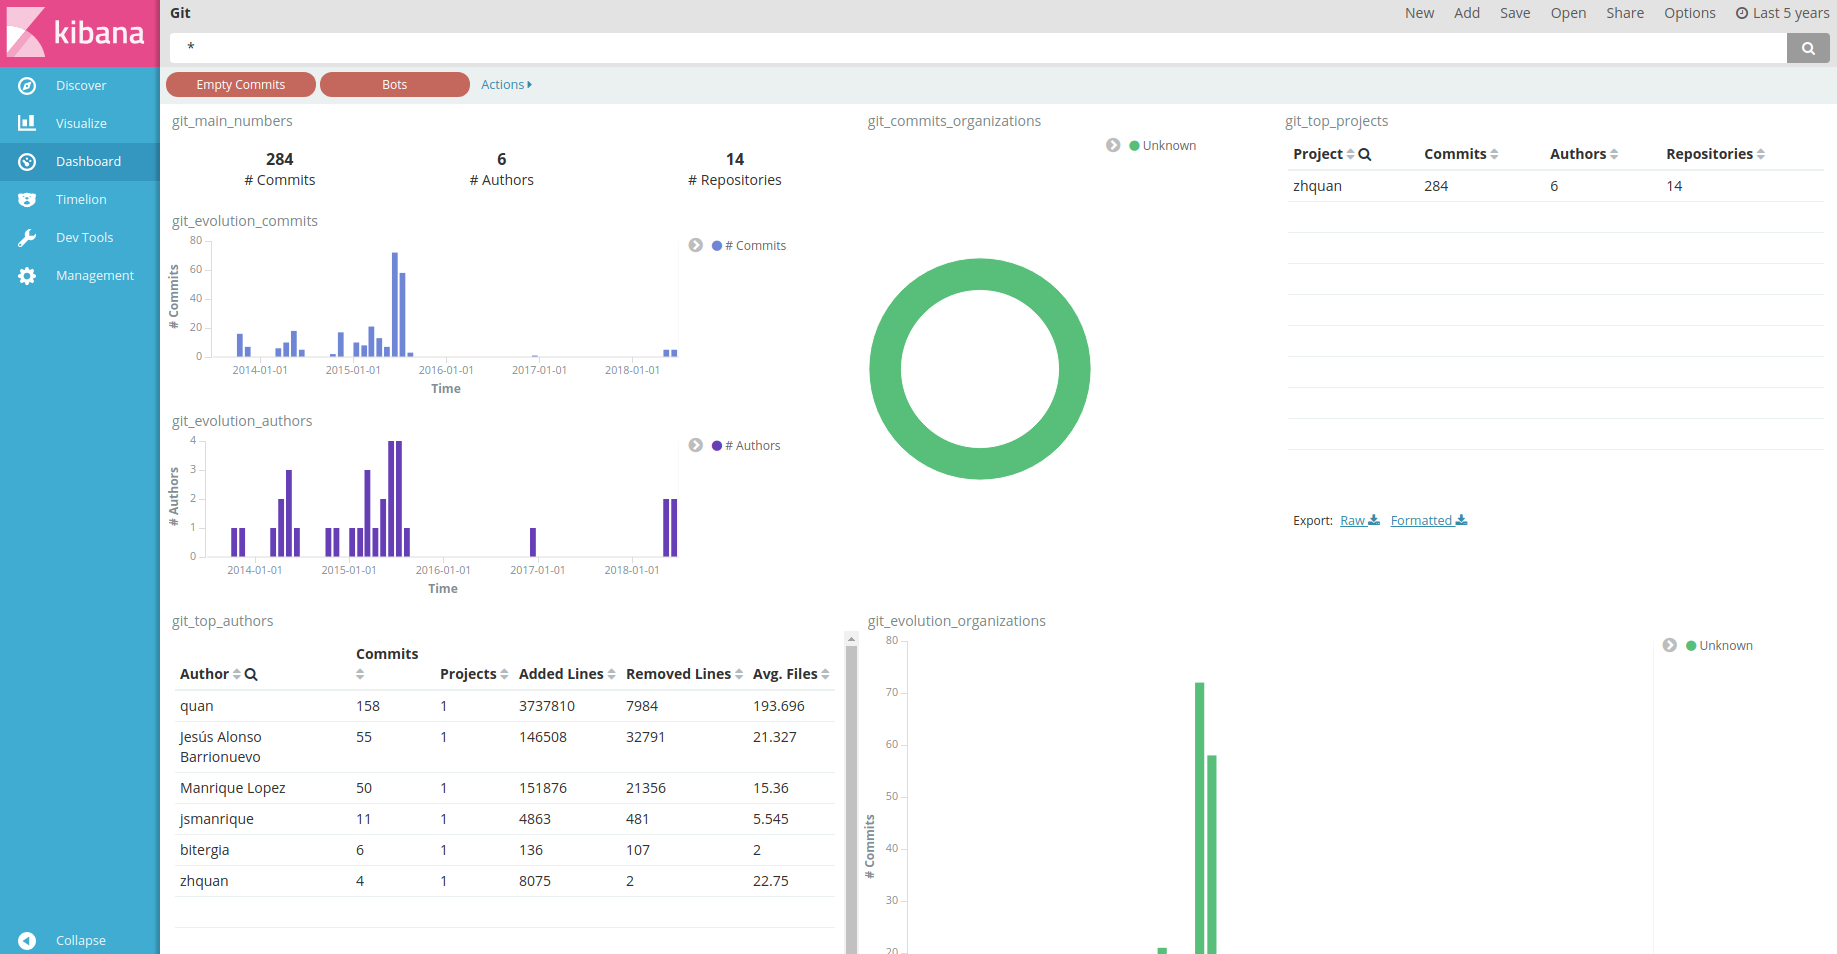 kibana
Discover
Visualize
Dashboard
Timelion
Dev Tools
Management
Collapse
Git
New Add Save Open Share Options Last 5 years
*
Empty Commits Bots Actions
git_main_numbers
284 6 14
# Commits # Authors # Repositories
git_evolution_commits
# Commits
80
60
40
20
0
# Commits
2014-01-01 2015-01-01 2016-01-01 2017-01-01 2018-01-01
Time
git_evolution_authors
# Authors
4
3
2
1
0
# Authors
2014-01-01 2015-01-01 2016-01-01 2017-01-01 2018-01-01
Time
git_commits_organizations
Unknown
git_top_projects
Project Commits Authors Repositories
zhquan 284 6 14
Export: Raw Formatted
git_top_authors
Author Commits Projects Added Lines Removed Lines Avg. Files
quan 158 1 3737810 7984 193.696
Jesús Alonso 55 1 146508 32791 21.327
Barrionuevo
Manrique Lopez 50 1 151876 21356 15.36
jsmanrique 11 1 4863 481 5.545
bitergia 6 1 136 107 2
zhquan 4 1 8075 2 22.75
git_evolution_organizations
Unknown
80
70
60
50
40
30
20
# Commits